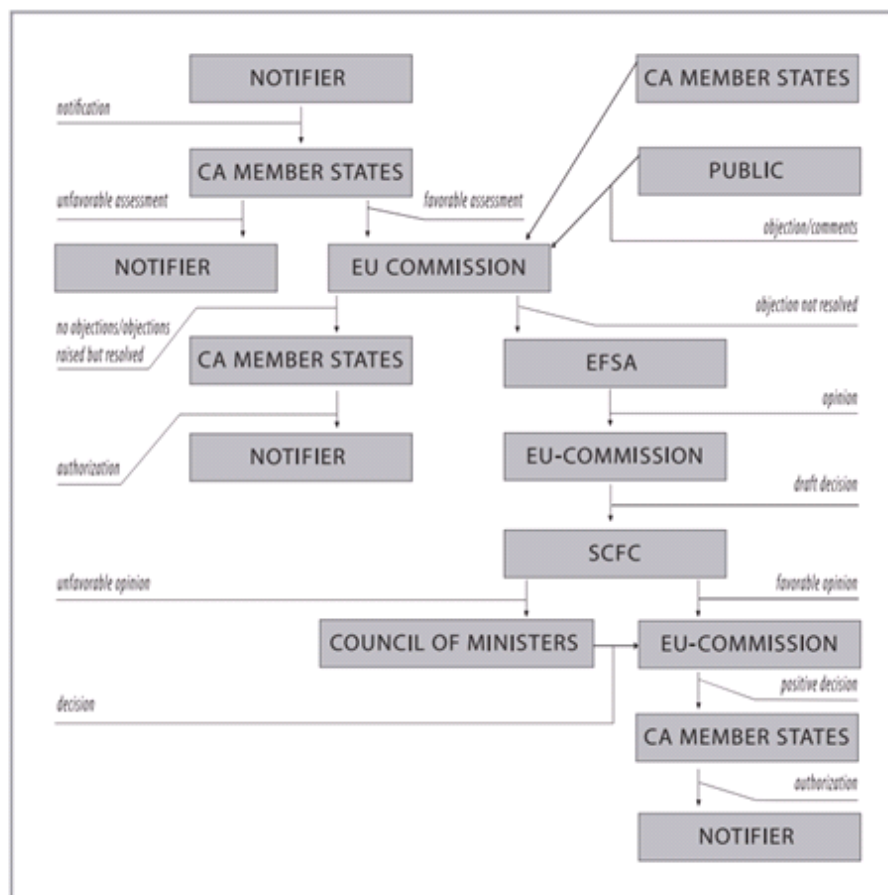 NOTIFIER
CA MEMBER STATES
notification
CA MEMBER STATES
PUBLIC
unfavorable assessment
favorable assessment
objection/comments
NOTIFIER
EU COMMISSION
no objections/objections
raised but resolved
objection not resolved
CA MEMBER STATES
EFSA
opinion
authorization
NOTIFIER
EU-COMMISSION
draft decision
SCFC
unfavorable opinion
favorable opinion
COUNCIL OF MINISTERS
EU-COMMISSION
decision
positive decision
CA MEMBER STATES
authorization
NOTIFIER